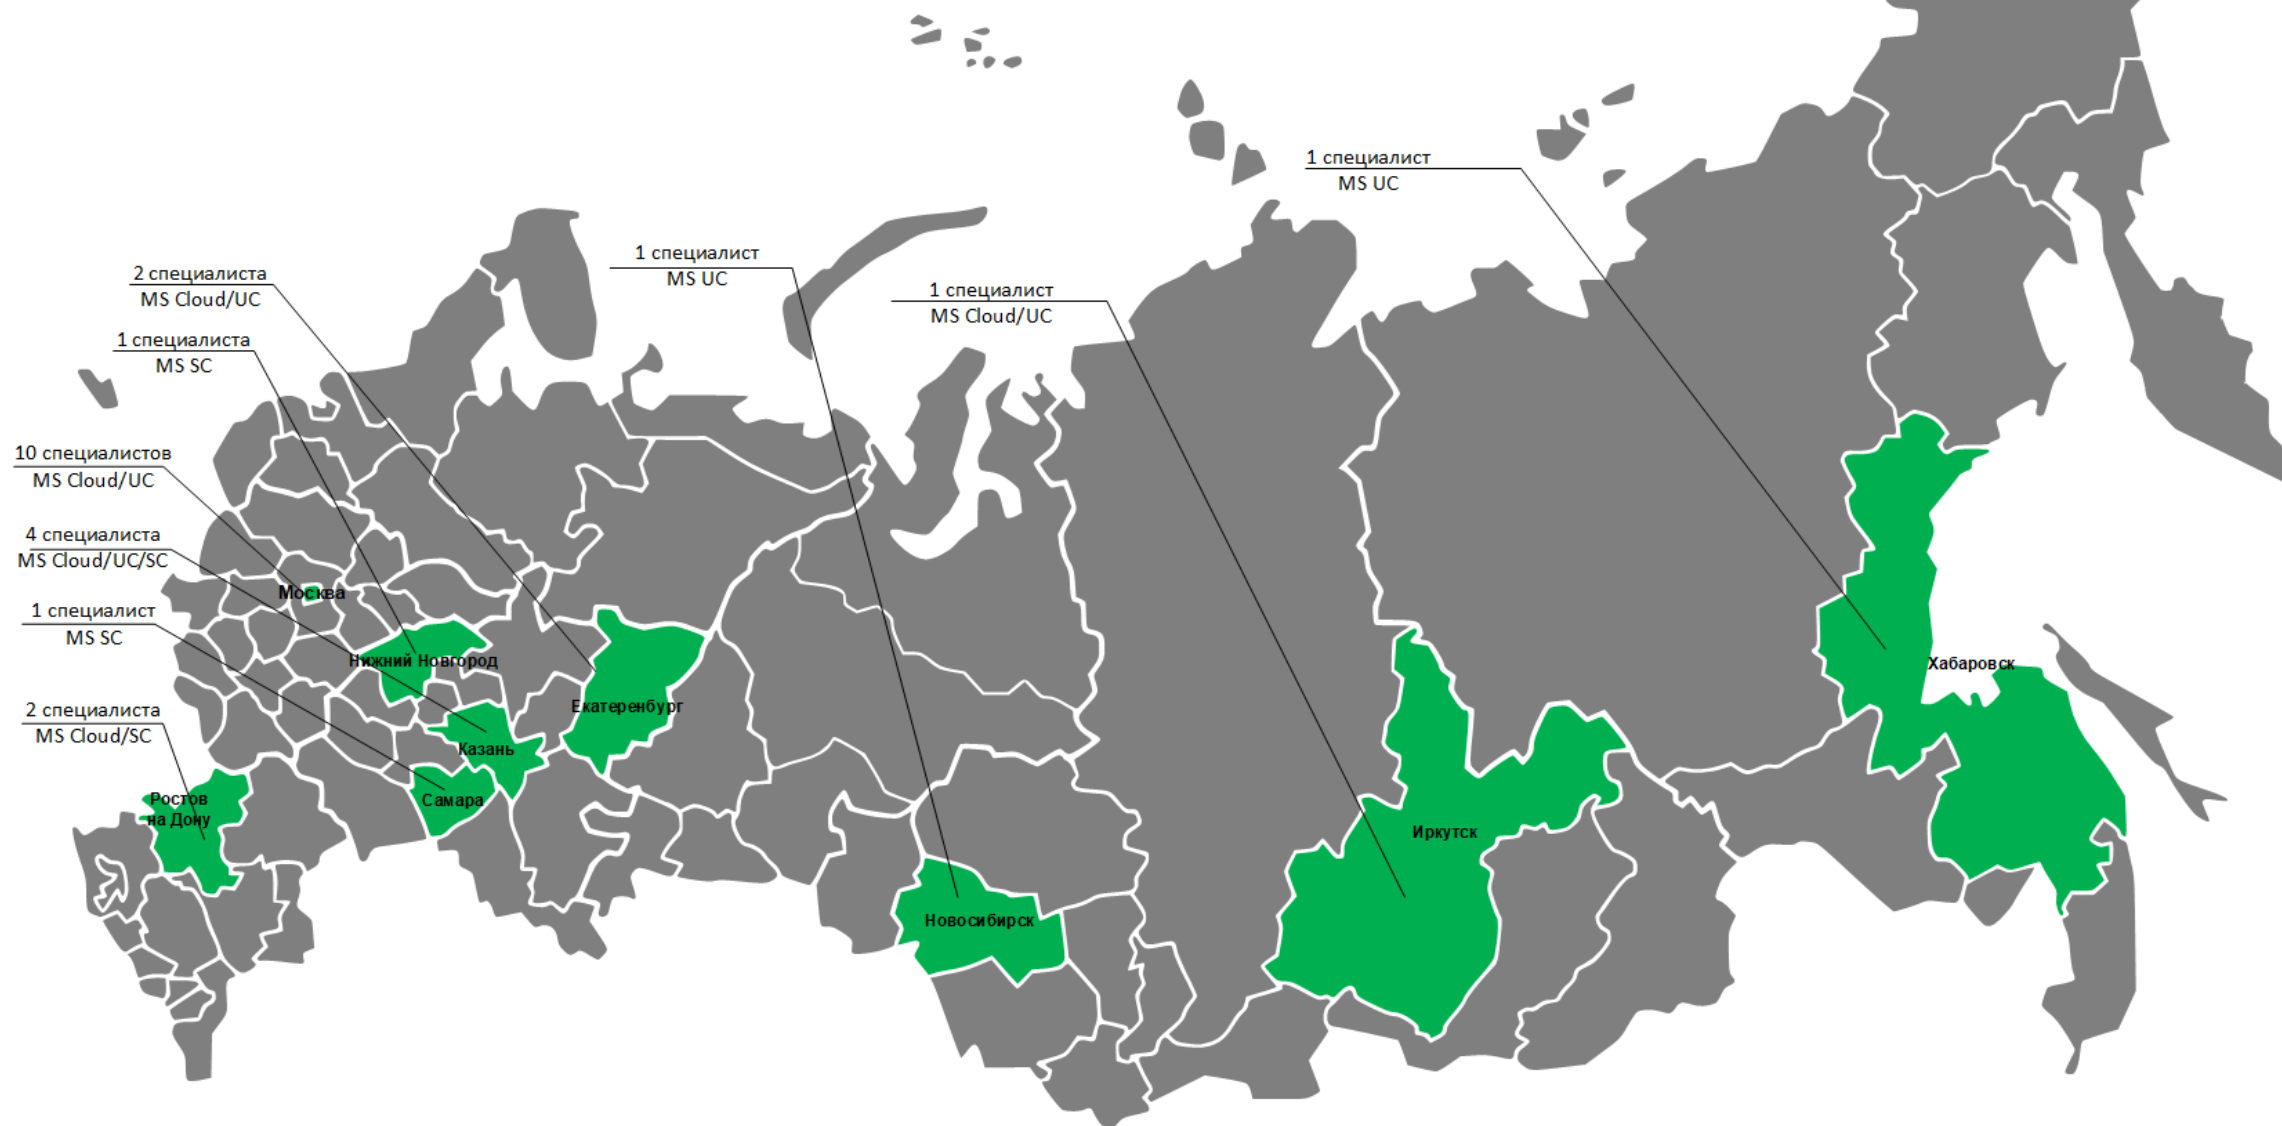 1 специалист
MS UC
1 специалист
MS UC
2 специалиста
MS Cloud/UC
1 специалист
MS Cloud/UC
1 специалиста
MS SC
10 специалистов
MS Cloud/UC
4 специалиста
MS Cloud/UC/SC
1 специалист
MS SC
2 специалиста
MS Cloud/SC
Москва
Нижний Новгород
Хабаровск
Екатеренбург
Казань
Самара
Ростов
на Дону
Иркутск
Новосибирск